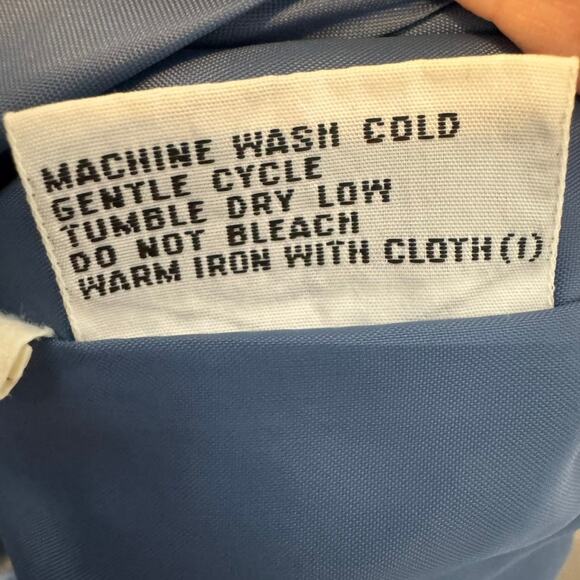 MACHINE WASH COLD
GENTLE CYCLE
TUMBLE DRY LOW
DO NOT BLEACH
WARM IRON WITH CLOTH (1)